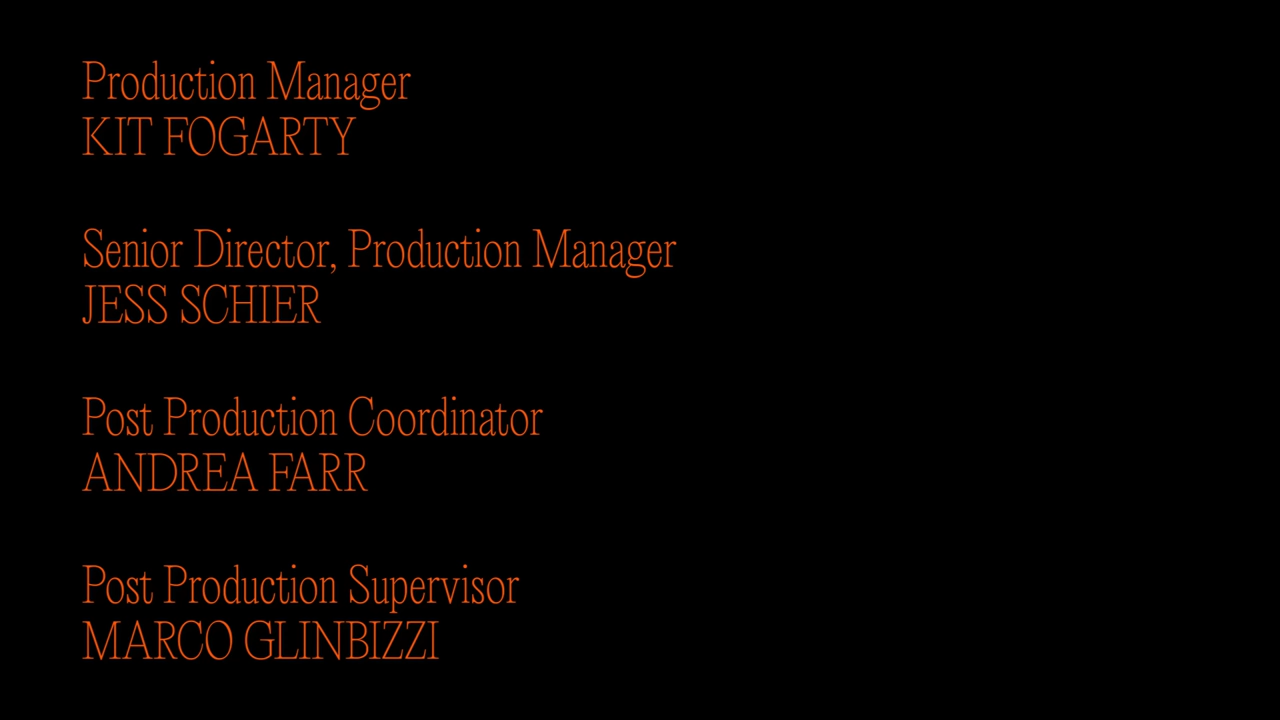 Production Manager
KIT FOGARTY
Senior Director, Production Manager
JESS SCHIER
Post Production Coordinator
ANDREA FARR
Post Production Supervisor
MARCO GLINBIZZI